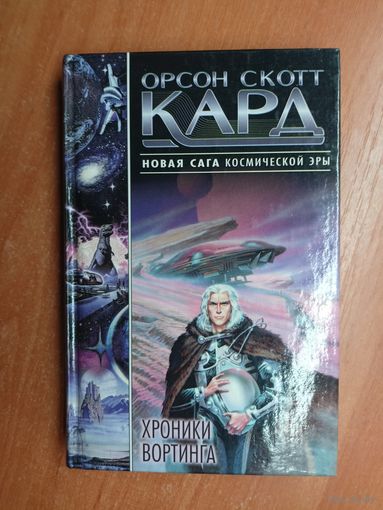 ОРСОН СКОТТ
КАРД
НОВАЯ САГА КОСМИЧЕСКОЙ ЭРЫ
ХРОНИКИ
ВОРТИНГА